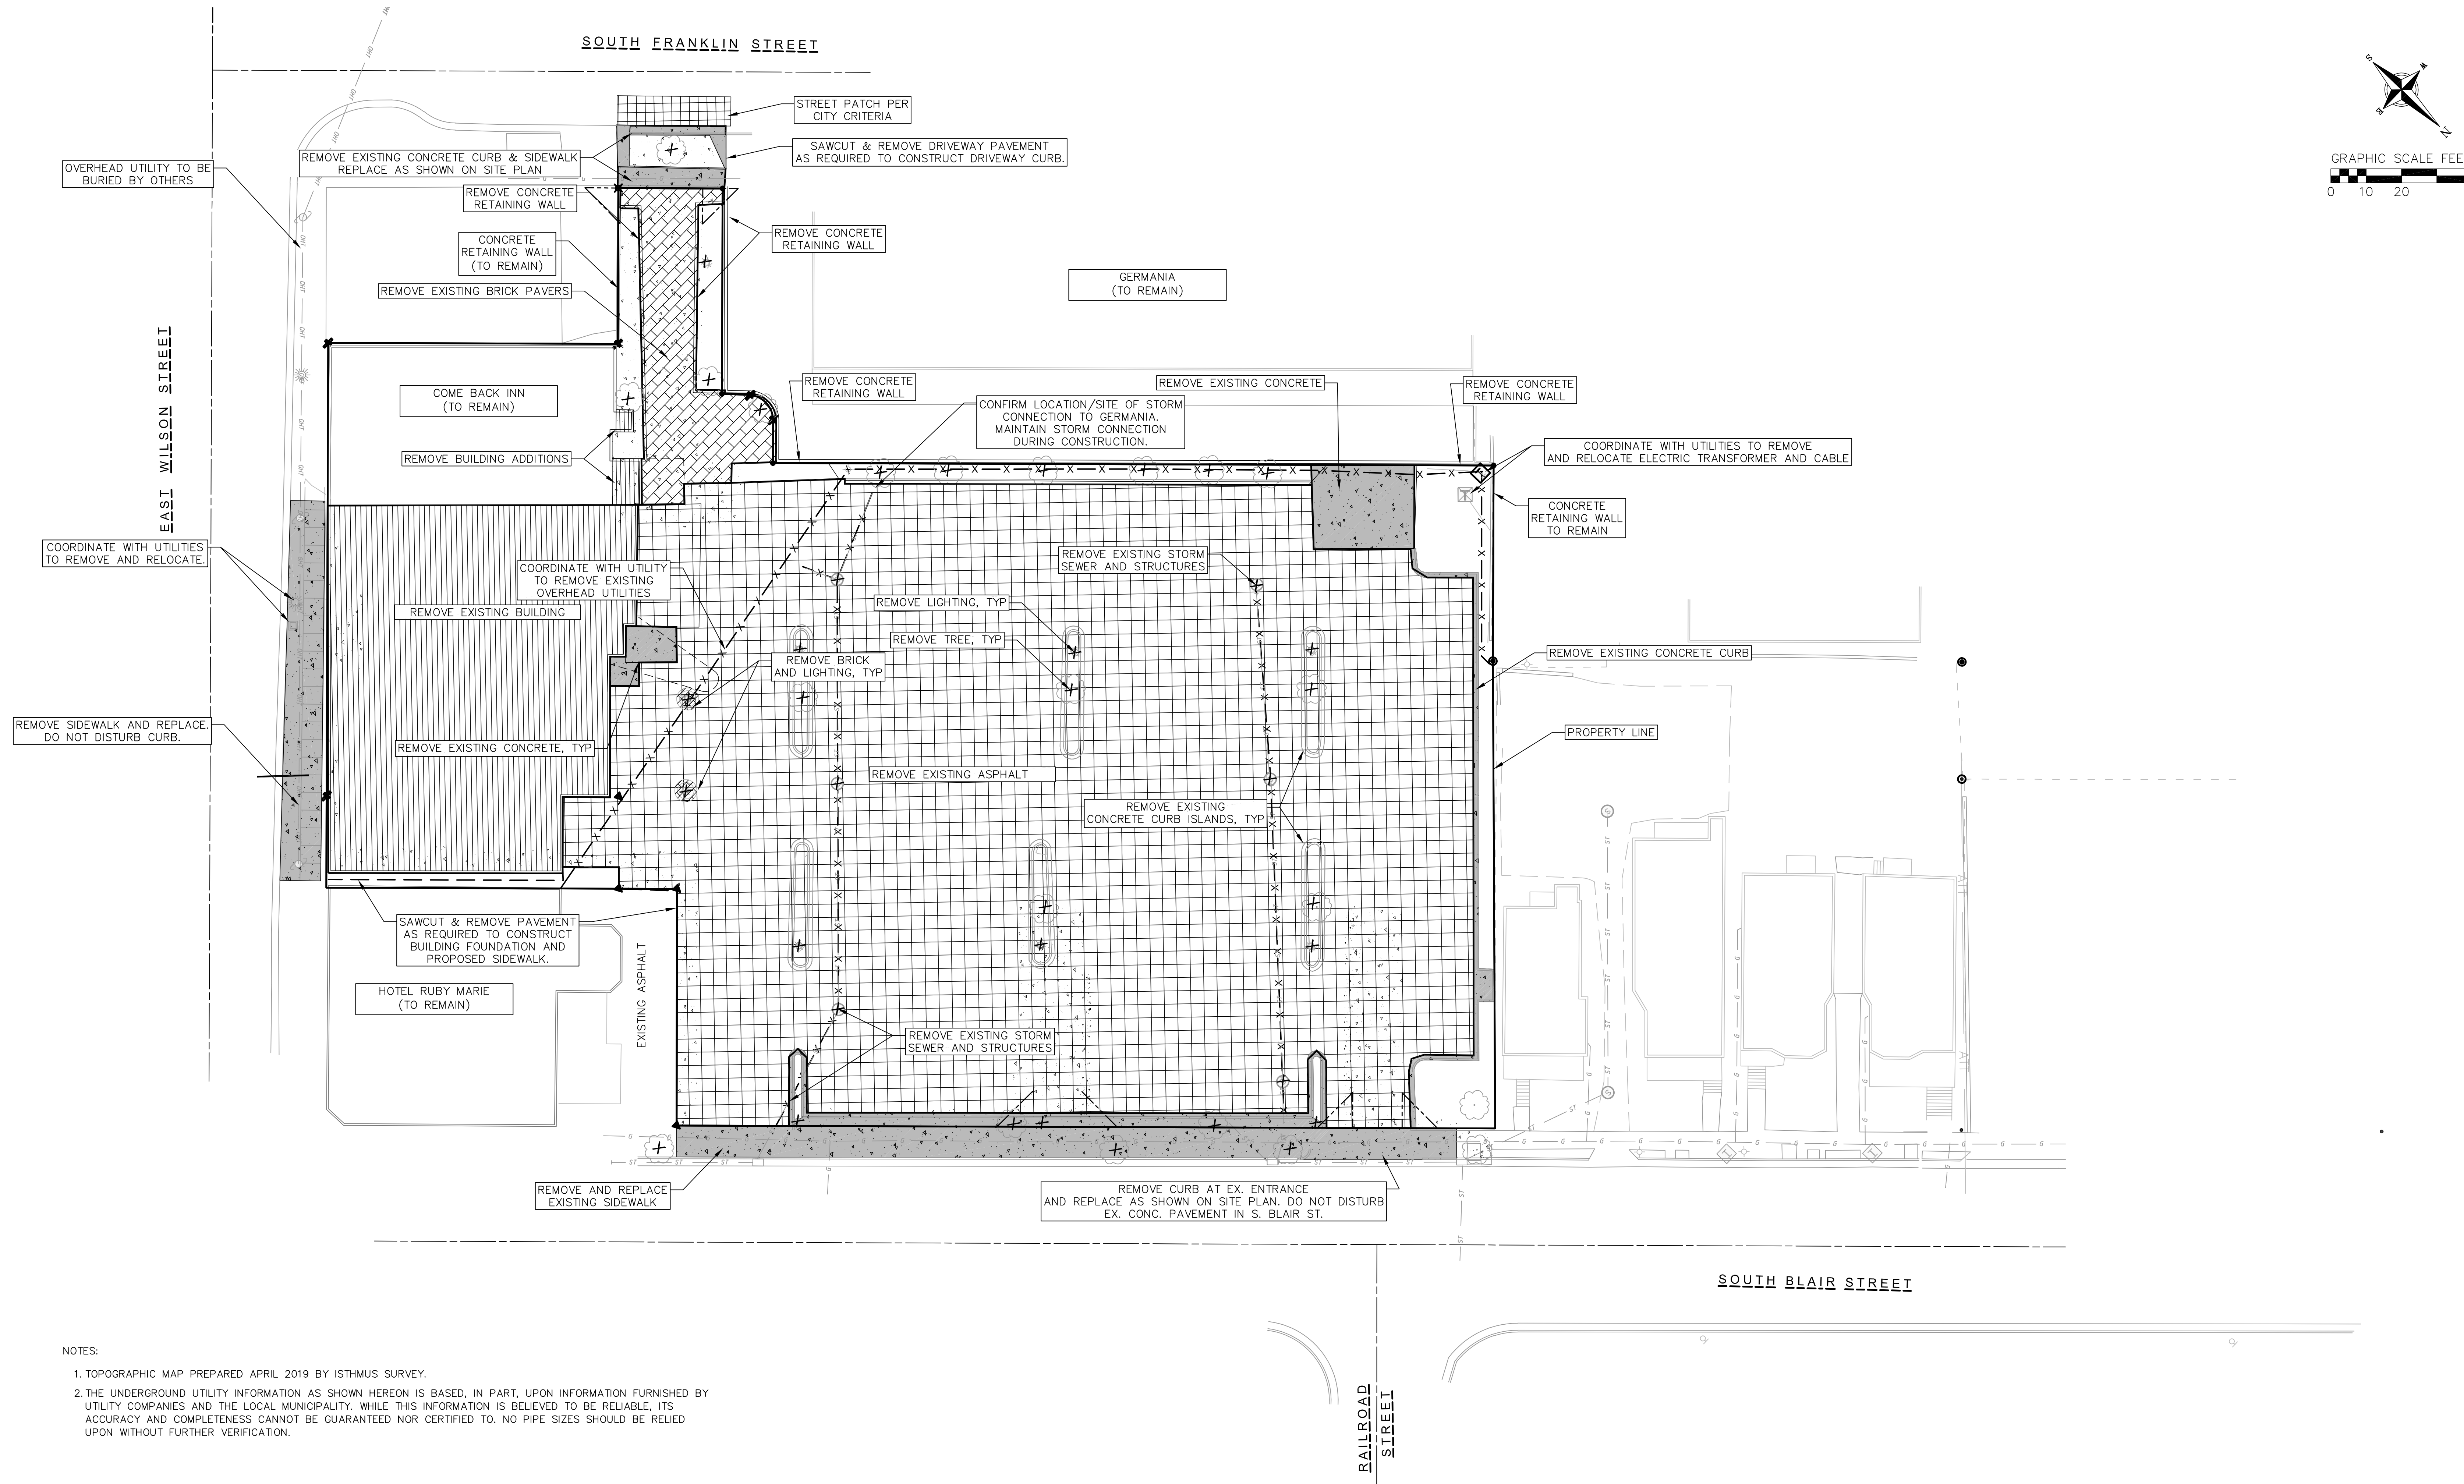 SOUTH FRANKLIN STREET
STREET PATCH PER
CITY CRITERIA
SAWCUT & REMOVE DRIVEWAY PAVEMENT
AS REQUIRED TO CONSTRUCT DRIVEWAY CURB.
REMOVE EXISTING CONCRETE CURB & SIDEWALK
REPLACE AS SHOWN ON SITE PLAN
OVERHEAD UTILITY TO BE
BURIED BY OTHERS
REMOVE CONCRETE
RETAINING WALL
CONCRETE
RETAINING WALL
(TO REMAIN)
REMOVE CONCRETE
RETAINING WALL
REMOVE EXISTING BRICK PAVERS
GERMANIA
(TO REMAIN)
S
W
E
N
GRAPHIC SCALE FEE
0 10 20
EAST WILSON STREET
COME BACK INN
(TO REMAIN)
REMOVE BUILDING ADDITIONS
REMOVE CONCRETE
RETAINING WALL
CONFIRM LOCATION/SITE OF STORM
CONNECTION TO GERMANIA.
MAINTAIN STORM CONNECTION
DURING CONSTRUCTION.
REMOVE EXISTING CONCRETE
REMOVE CONCRETE
RETAINING WALL
COORDINATE WITH UTILITIES TO REMOVE
AND RELOCATE ELECTRIC TRANSFORMER AND CABLE
CONCRETE
RETAINING WALL
TO REMAIN
COORDINATE WITH UTILITIES
TO REMOVE AND RELOCATE.
COORDINATE WITH UTILITY
TO REMOVE EXISTING
OVERHEAD UTILITIES
REMOVE EXISTING STORM
SEWER AND STRUCTURES
REMOVE EXISTING BUILDING
REMOVE LIGHTING, TYP
REMOVE TREE, TYP
REMOVE BRICK
AND LIGHTING, TYP
REMOVE EXISTING CONCRETE CURB
REMOVE SIDEWALK AND REPLACE.
DO NOT DISTURB CURB.
PROPERTY LINE
REMOVE EXISTING CONCRETE, TYP
REMOVE EXISTING ASPHALT
REMOVE EXISTING
CONCRETE CURB ISLANDS, TYP
SAWCUT & REMOVE PAVEMENT
AS REQUIRED TO CONSTRUCT
BUILDING FOUNDATION AND
PROPOSED SIDEWALK.
HOTEL RUBY MARIE
(TO REMAIN)
EXISTING ASPHALT
REMOVE EXISTING STORM
SEWER AND STRUCTURES
REMOVE AND REPLACE
EXISTING SIDEWALK
REMOVE CURB AT EX. ENTRANCE
AND REPLACE AS SHOWN ON SITE PLAN. DO NOT DISTURB
EX. CONC. PAVEMENT IN S. BLAIR ST.
SOUTH BLAIR STREET
RAILROAD
STREET
NOTES:
1. TOPOGRAPHIC MAP PREPARED APRIL 2019 BY ISTHMUS SURVEY.
2. THE UNDERGROUND UTILITY INFORMATION AS SHOWN HEREON IS BASED, IN PART, UPON INFORMATION FURNISHED BY
UTILITY COMPANIES AND THE LOCAL MUNICIPALITY. WHILE THIS INFORMATION IS BELIEVED TO BE RELIABLE, ITS
ACCURACY AND COMPLETENESS CANNOT BE GUARANTEED NOR CERTIFIED TO. NO PIPE SIZES SHOULD BE RELIED
UPON WITHOUT FURTHER VERIFICATION.